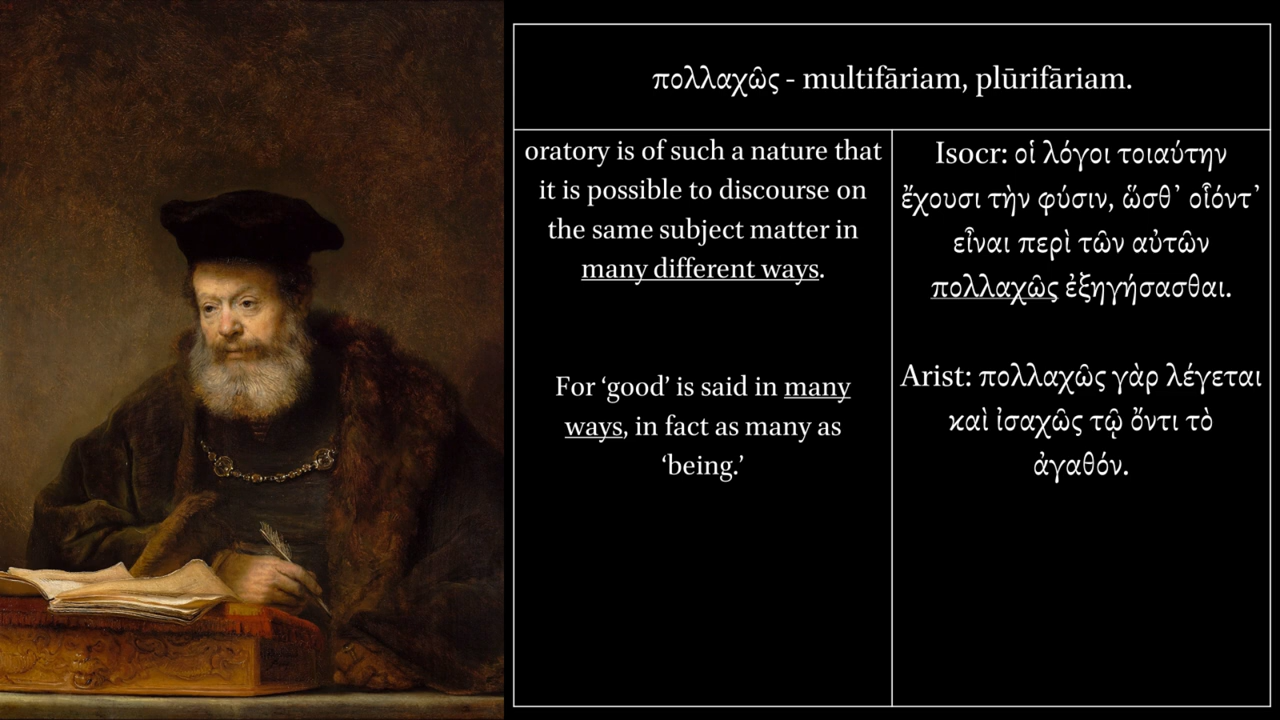 πολλαχῶς - multifāriam, plūrifāriam.
oratory is of such a nature that
it is possible to discourse on
the same subject matter in
many different ways.
For ‘good’ is said in many
ways, in fact as many as
‘being.’
Isocr: οἱ λόγοι τοιαύτην
ἔχουσι τὴν φύσιν, ὥσθ᾽ οἷόντ᾽
εἶναι περὶ τῶν αὐτῶν
πολλαχῶς ἐξηγήσασθαι.
Arist: πολλαχῶς γὰρ λέγεται
καὶ ἰσαχῶς τῷ ὄντι τὸ
ἀγαθόν.